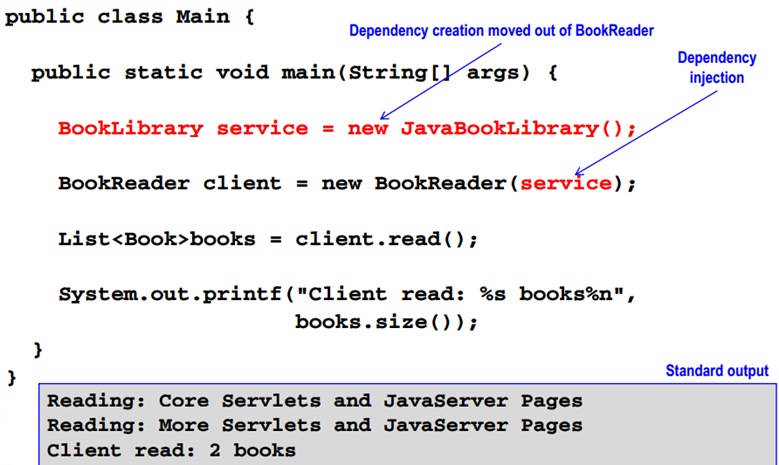 public class Main {
Dependency creation moved out of BookReader
Dependency
injection
public static void main(String[] args) {
BookLibrary service = new JavaBookLibrary();
BookReader client = new BookReader(service);
List<Book>books = client.read();
System.out.printf("Client read: %s books%n",
books.size());
}
}
Standard output
Reading: Core Servlets and JavaServer Pages
Reading: More Servlets and JavaServer Pages
Client read: 2 books